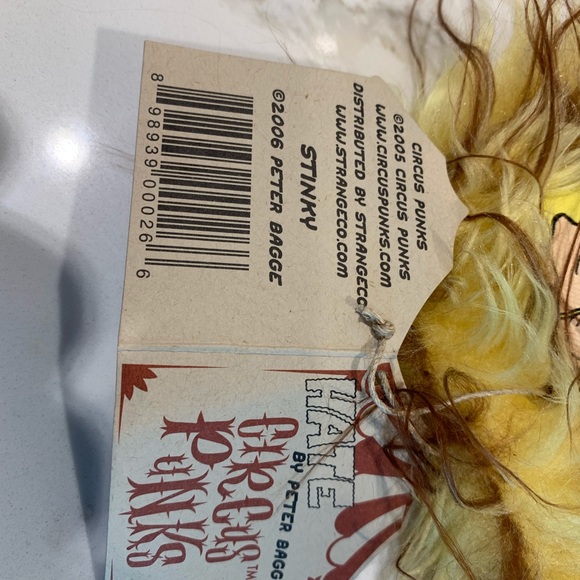 CIRCUS PUNKS
©2005 CIRCUS PUNKS
WWW.CIRCUSPUNKS.COM
DISTRIBUTED BY STRANGECO
WWW.STRANGECO.COM
STINKY
©2006 PETER BAGGE
8 98939 00026 6
HATE
BY PETER BAGG
CIRCUS™
PUNKS